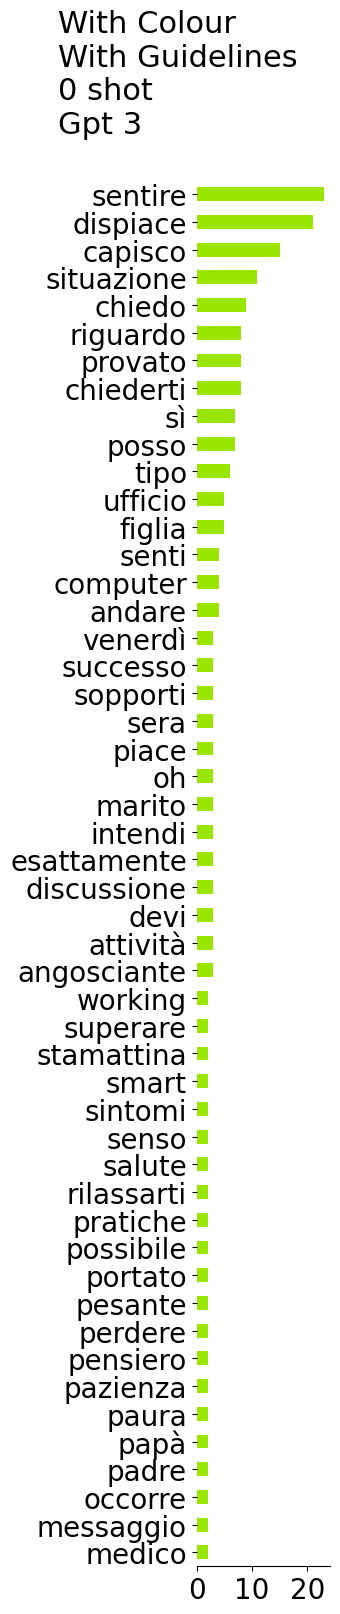 With Colour
With Guidelines
0 shot
Gpt 3
sentire
dispiace
capisco
situazione
chiedo
riguardo
provato
chiederti
sì
posso
tipo
ufficio
figlia
senti
computer
andare
venerdì
successo
sopporti
sera
piace
oh
marito
intendi
esattamente
discussione
devi
attività
angosciante
working
superare
stamattina
smart
sintomi
senso
salute
rilassarti
pratiche
possibile
portato
pesante
perdere
pensiero
pazienza
paura
papà
padre
occorre
messaggio
medico
0 10 20